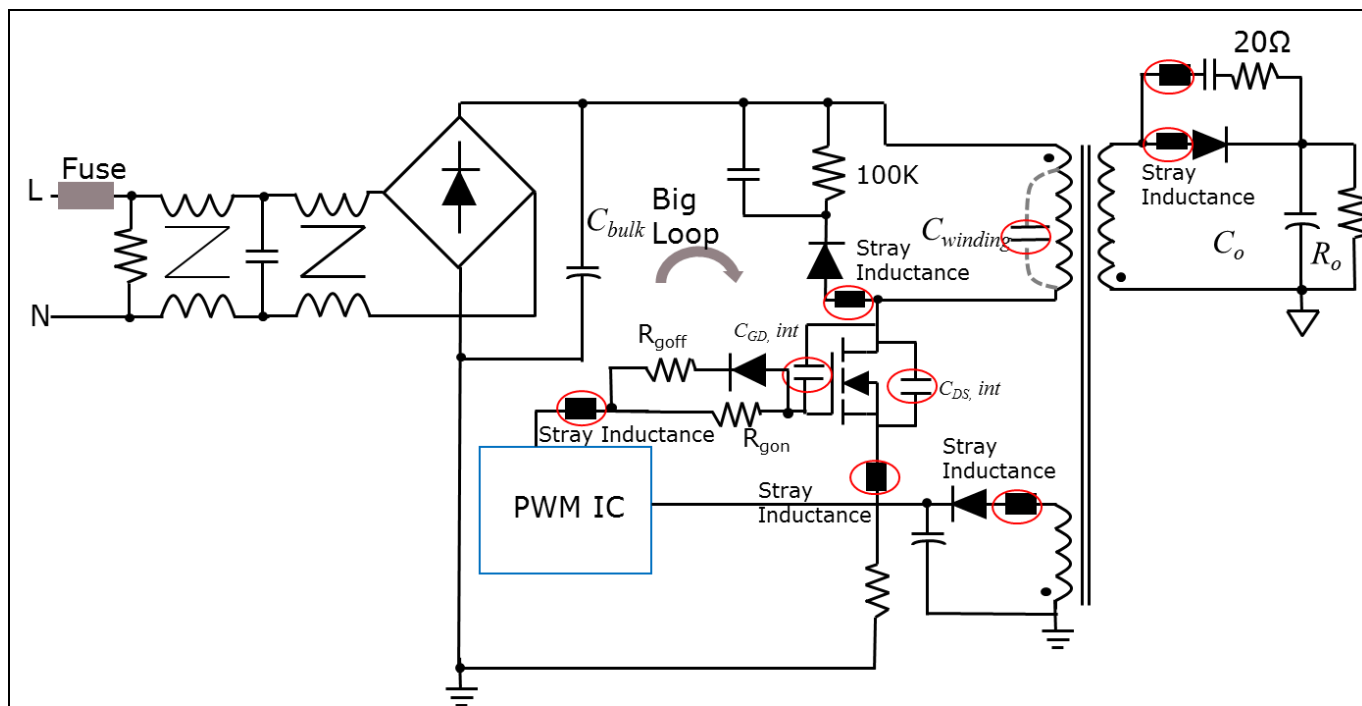 20Ω
Fuse
L
100K
Big
Loop
C_bulk
Stray
Inductance
C_winding
Stray
Inductance
C_o
R_o
N
R_goff
C_GD, int
C_DS, int
Stray Inductance
R_gon
Stray
Inductance
Stray
Inductance
PWM IC